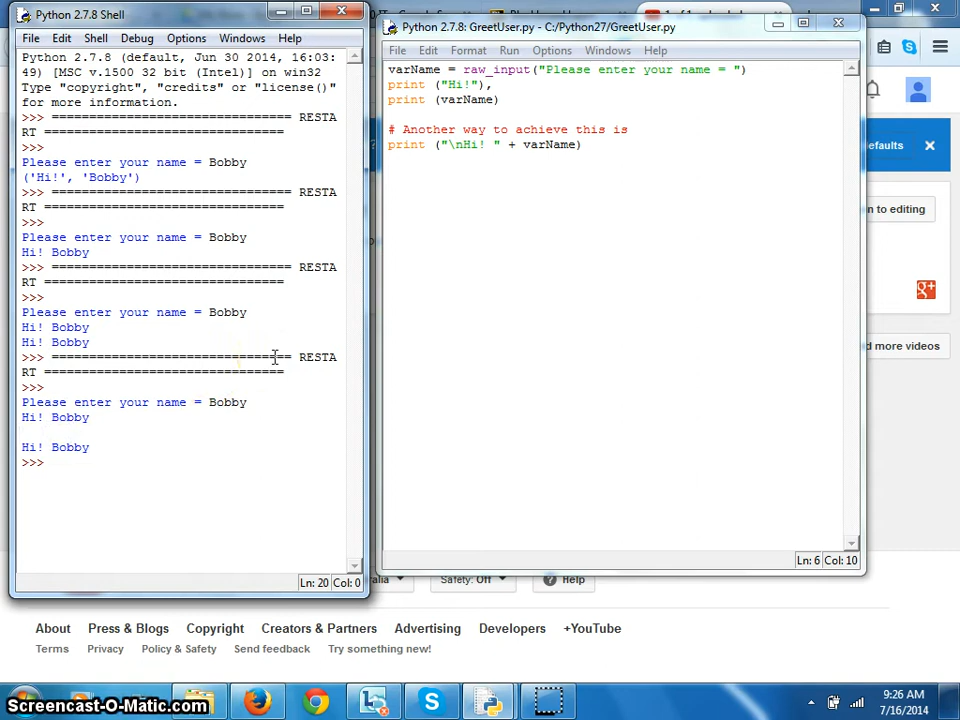 Python 2.7.8 Shell
File Edit Shell Debug Options Windows Help
Python 2.7.8 (default, Jun 30 2014, 16:03:
49) [MSC v.1500 32 bit (Intel)] on win32
Type "copyright", "credits" or "license()"
for more information.
>>> ================================ RESTA
RT ================================
>>>
Please enter your name = Bobby
('Hi!', 'Bobby')
>>> ================================ RESTA
RT ================================
>>>
Please enter your name = Bobby
Hi! Bobby
>>> ================================ RESTA
RT ================================
>>>
Please enter your name = Bobby
Hi! Bobby
Hi! Bobby
>>> ================================ RESTA
RT ================================
>>>
Please enter your name = Bobby
Hi! Bobby
Hi! Bobby
>>>
Ln: 20 Col: 0
Python 2.7.8: GreetUser.py - C:/Python27/GreetUser.py
File Edit Format Run Options Windows Help
varName = raw_input("Please enter your name = ")
print ("Hi!"),
print (varName)
# Another way to achieve this is
print ("\nHi! " + varName)
Ln: 6 Col: 10
efaults
n to editing
g+
d more videos
ralia Safety: Off Help
About Press & Blogs Copyright Creators & Partners Advertising Developers +YouTube
Terms Privacy Policy & Safety Send feedback Try something new!
9:26 AM
7/16/2014
Screencast-O-Matic.com